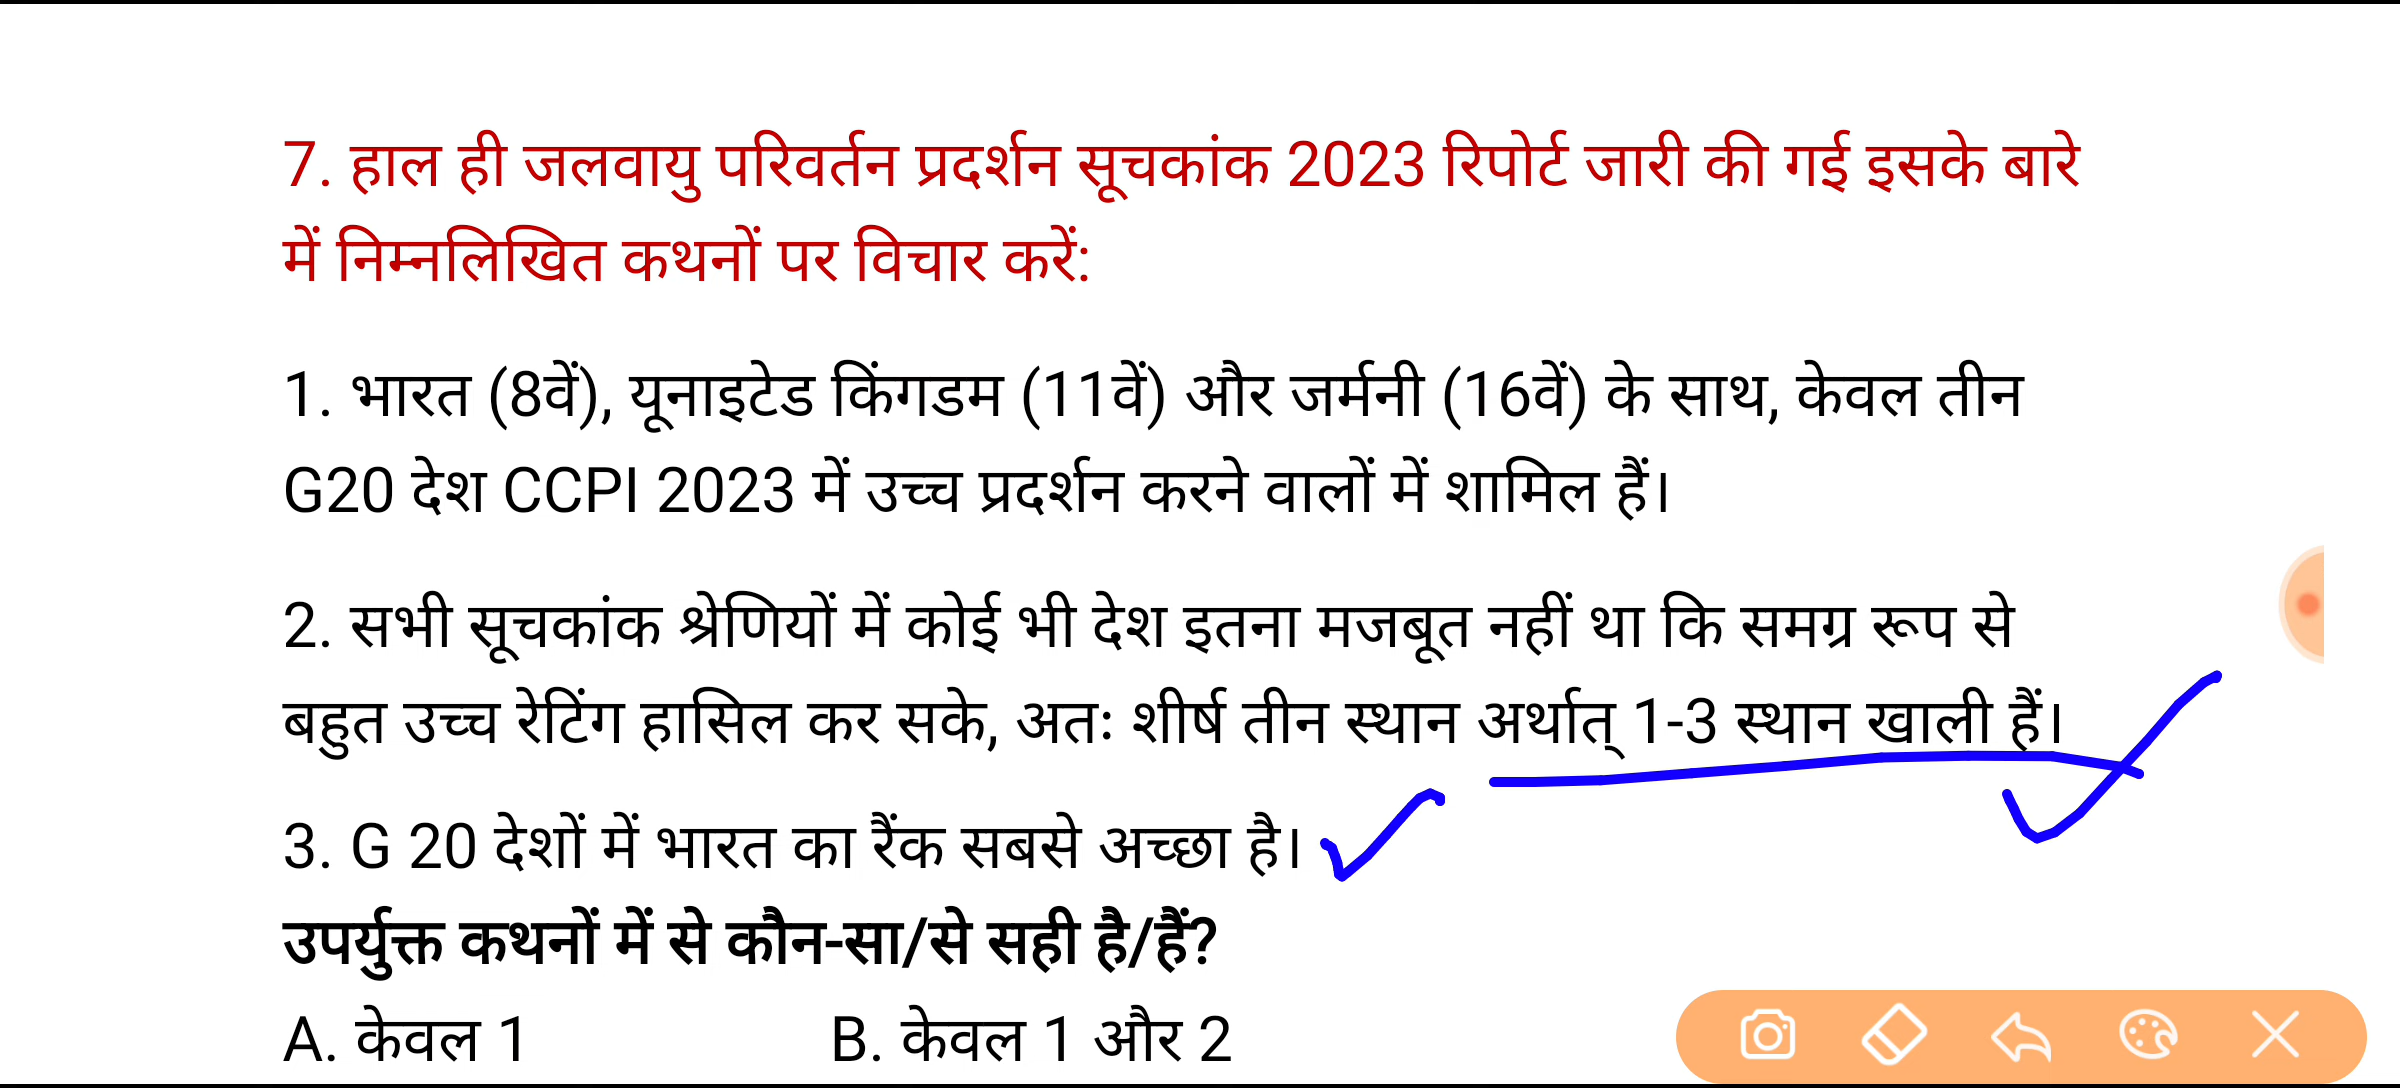 7. हाल ही जलवायु परिवर्तन प्रदर्शन सूचकांक 2023 रिपोर्ट जारी की गई इसके बारे
में निम्नलिखित कथनों पर विचार करें:
1. भारत (8वें), यूनाइटेड किंगडम (11वें) और जर्मनी (16वें) के साथ, केवल तीन
G20 देश CCPI 2023 में उच्च प्रदर्शन करने वालों में शामिल हैं।
2. सभी सूचकांक श्रेणियों में कोई भी देश इतना मजबूत नहीं था कि समग्र रूप से
बहुत उच्च रेटिंग हासिल कर सके, अतः शीर्ष तीन स्थान अर्थात् 1-3 स्थान खाली हैं।
3. G 20 देशों में भारत का रैंक सबसे अच्छा है।
उपर्युक्त कथनों में से कौन-सा/से सही है/हैं?
A. केवल 1 B. केवल 1 और 2